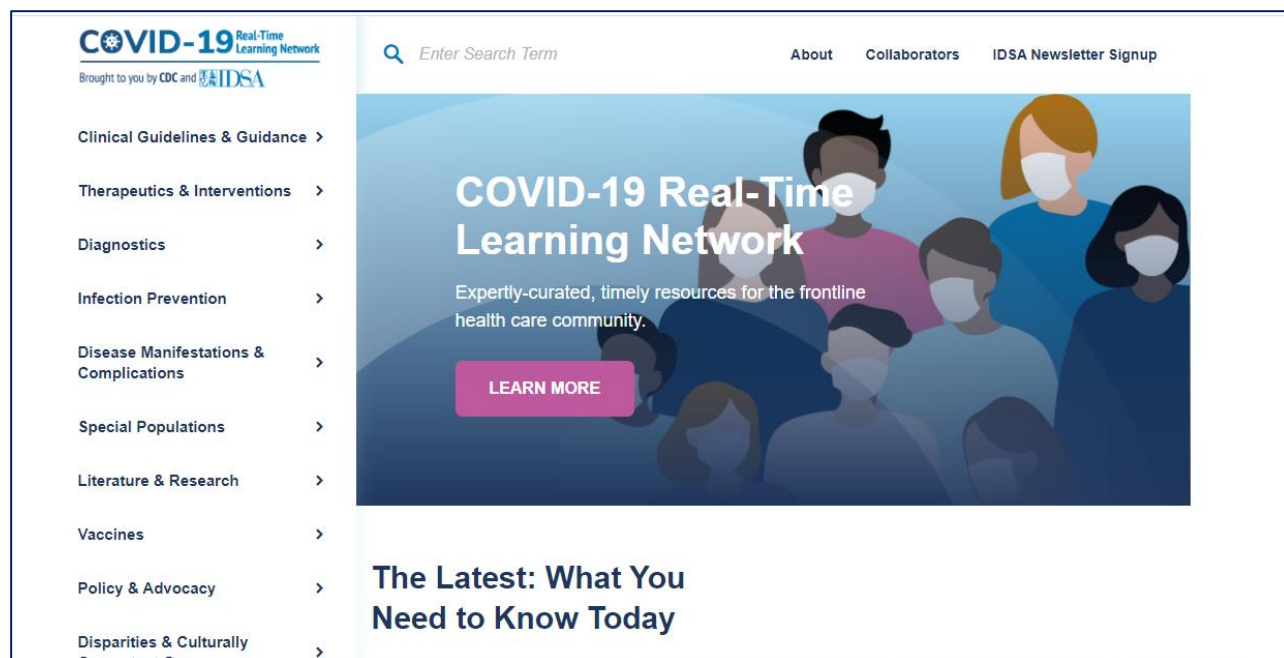 COVID-19 Real-Time
Learning Network
Brought to you by CDC and IDSA
Enter Search Term
About
Collaborators
IDSA Newsletter Signup
Clinical Guidelines & Guidance
Therapeutics & Interventions
Diagnostics
Infection Prevention
Disease Manifestations &
Complications
Special Populations
Literature & Research
Vaccines
Policy & Advocacy
Disparities & Culturally
COVID-19 Real-Time
Learning Network
Expertly-curated, timely resources for the frontline
health care community.
LEARN MORE
The Latest: What You
Need to Know Today